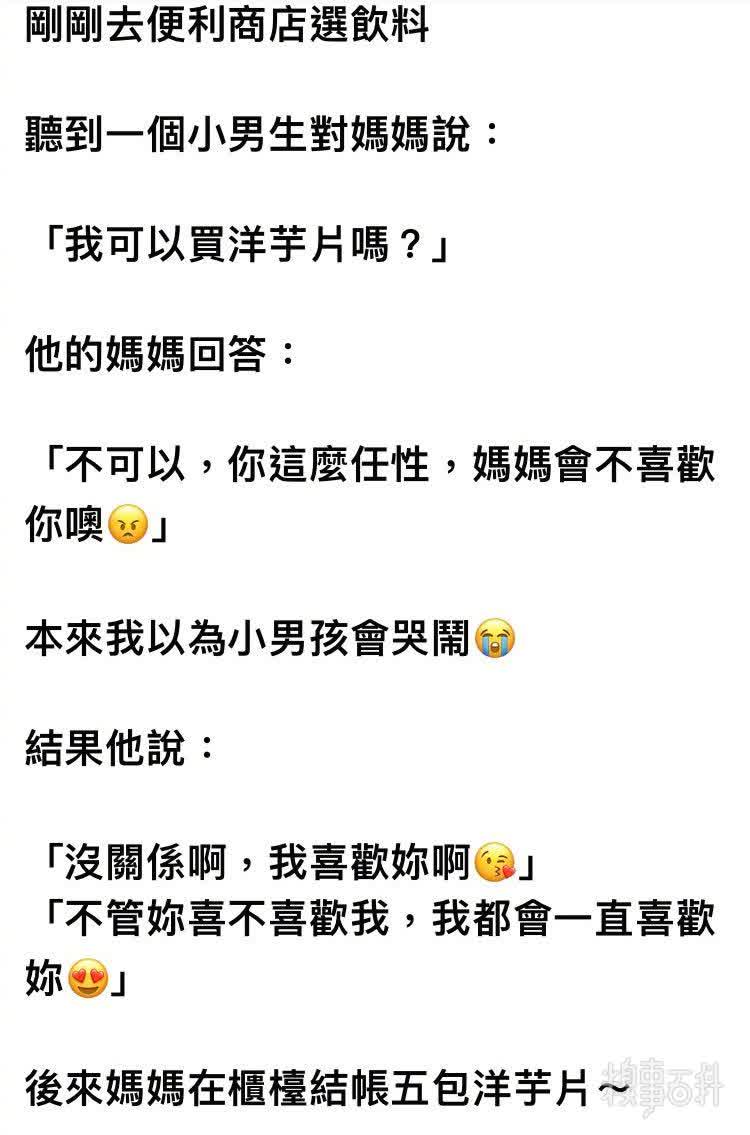 剛剛去便利商店選飲料
聽到一個小男生對媽媽說：
「我可以買洋芋片嗎？」
他的媽媽回答：
「不可以，你這麼任性，媽媽會不喜歡
你噢😠」
本來我以為小男孩會哭鬧😭
結果他說：
「沒關係啊，我喜歡妳啊😘」
「不管妳喜不喜歡我，我都會一直喜歡
妳😍」
後來媽媽在櫃檯結帳五包洋芋片～
糗事百科